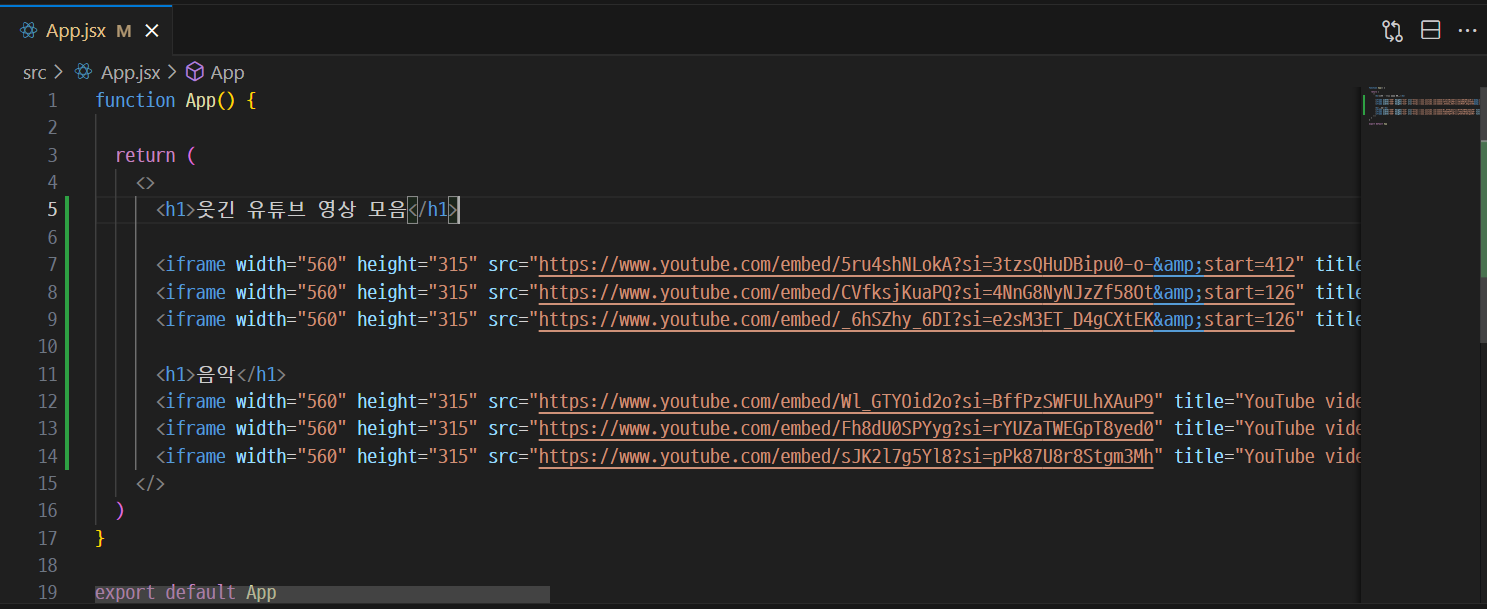 App.jsx M
src > App.jsx > App
1 function App() {
2
3 return (
4 <>
5 <h1>웃긴 유튜브 영상 모음</h1>
6
7 <iframe width="560" height="315" src="https://www.youtube.com/embed/5ru4shNLokA?si=3tzsQHuDBipu0-o-&amp;start=412" title
8 <iframe width="560" height="315" src="https://www.youtube.com/embed/CVfksjKuaPQ?si=4NnG8NyNJzZf58Ot&amp;start=126" title
9 <iframe width="560" height="315" src="https://www.youtube.com/embed/_6hSZhy_6DI?si=e2sM3ET_D4gCXtEK&amp;start=126" title
10
11 <h1>음악</h1>
12 <iframe width="560" height="315" src="https://www.youtube.com/embed/Wl_GTYOid2o?si=BffPzSWFULhXAuP9" title="YouTube vide
13 <iframe width="560" height="315" src="https://www.youtube.com/embed/Fh8dU0SPYyg?si=rYUZaTWEGpT8yed0" title="YouTube vide
14 <iframe width="560" height="315" src="https://www.youtube.com/embed/sJK2l7g5Yl8?si=pPk87U8r8Stgm3Mh" title="YouTube vide
15 </>
16 )
17 }
18
19 export default App